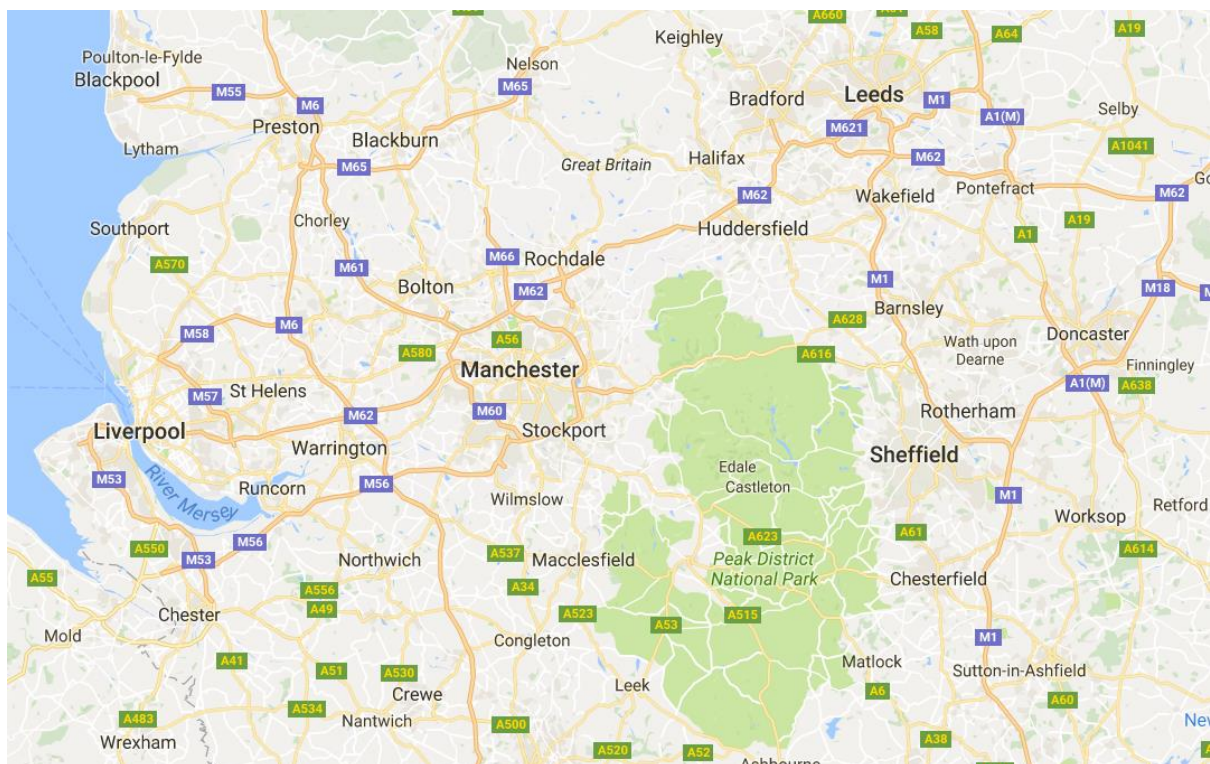 A660
A58
A64
A19
Keighley
Poulton-le-Fylde
Blackpool
Nelson
M55
M6
M65
Bradford
Leeds
M1
A1(M)
Selby
Preston
Blackburn
M621
Lytham
M65
Great Britain
Halifax
M62
A1041
M62
Wakefield
Pontefract
M62
Southport
Chorley
Huddersfield
A19
A1
A570
M61
M66
Rochdale
Bolton
M62
M1
M18
Barnsley
M58
M6
A56
A628
Doncaster
A580
A616
Wath upon
Dearne
Manchester
Finningley
M57
St Helens
A1(M)
A638
M62
M60
Rotherham
Liverpool
Stockport
Warrington
Sheffield
M53
River Mersey
Runcorn
M56
Edale
Castleton
Wilmslow
M1
Retford
Worksop
M56
A623
A61
A550
M53
Northwich
A537
Macclesfield
Peak District
National Park
A614
A55
A556
A34
Chesterfield
A49
Chester
A523
A53
A515
Mold
Congleton
M1
A41
A51
A530
Matlock
Sutton-in-Ashfield
Crewe
Leek
A6
A60
A534
A483
Nantwich
A500
Wrexham
A520
A52
A38
Ashbourne